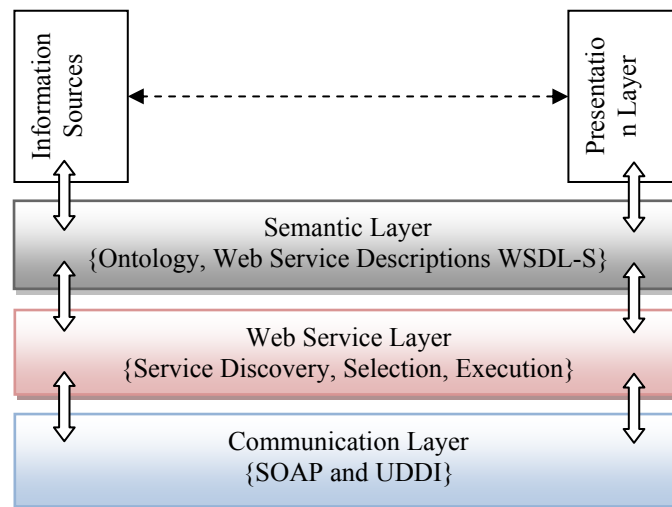 Information
Sources
Presentatio
n Layer
Semantic Layer
{Ontology, Web Service Descriptions WSDL-S}
Web Service Layer
{Service Discovery, Selection, Execution}
Communication Layer
{SOAP and UDDI}